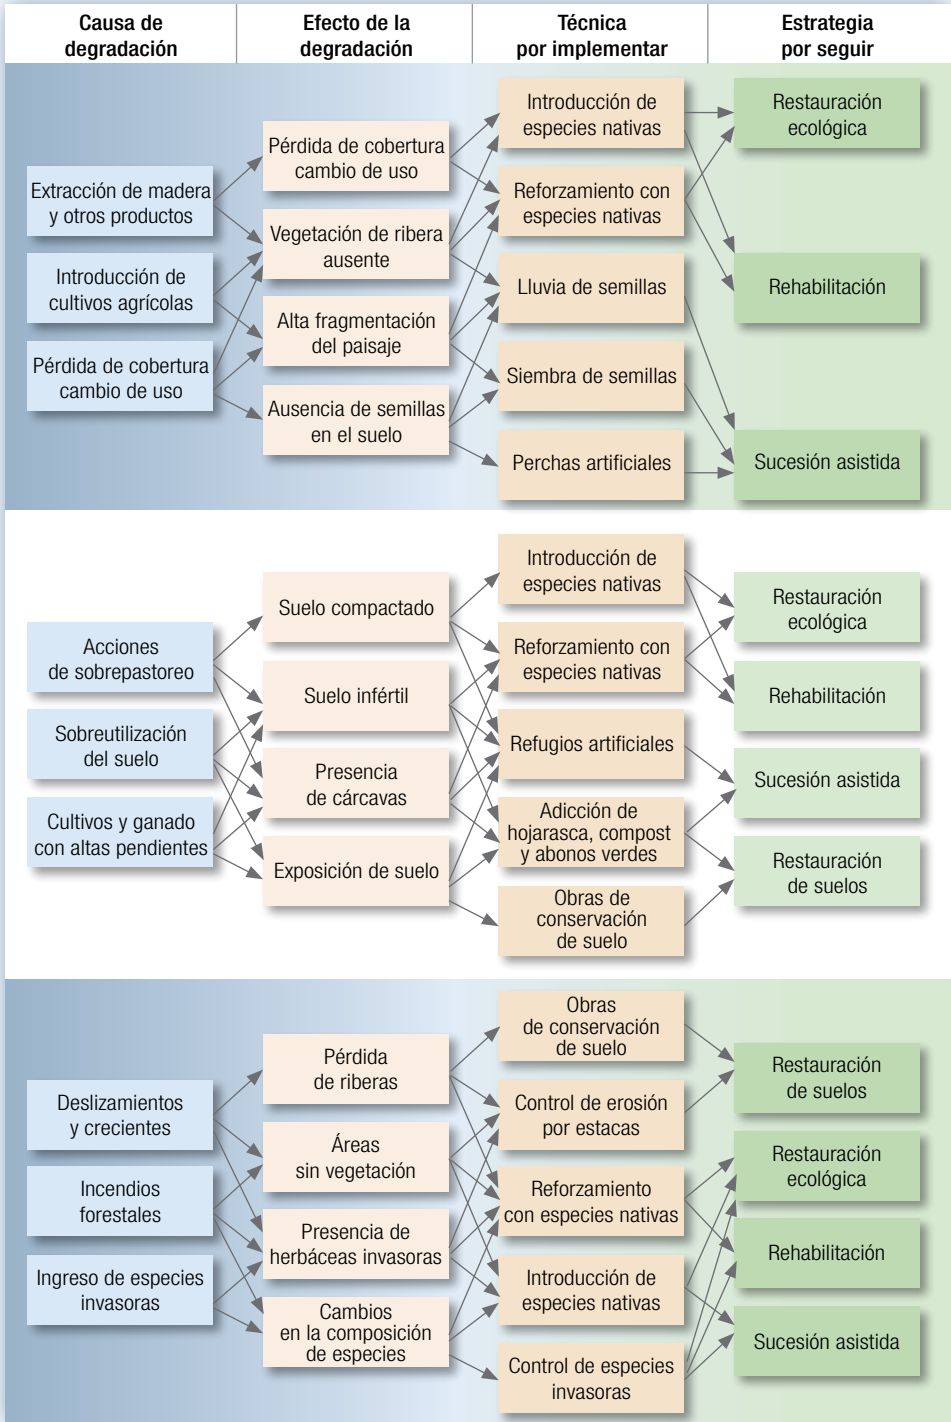 Causa de
degradación
Efecto de la
degradación
Técnica
por implementar
Estrategia
por seguir
Extracción de madera
y otros productos
Introducción de
cultivos agrícolas
Pérdida de cobertura
cambio de uso
Pérdida de cobertura
cambio de uso
Vegetación de ribera
ausente
Alta fragmentación
del paisaje
Ausencia de semillas
en el suelo
Introducción de
especies nativas
Reforzamiento con
especies nativas
Lluvia de semillas
Siembra de semillas
Perchas artificiales
Restauración
ecológica
Rehabilitación
Sucesión asistida
Acciones
de sobrepastoreo
Sobreutilización
del suelo
Cultivos y ganado
con altas pendientes
Suelo compactado
Suelo infértil
Presencia
de cárcavas
Exposición de suelo
Introducción de
especies nativas
Reforzamiento con
especies nativas
Refugios artificiales
Adicción de
hojarasca, compost
y abonos verdes
Obras de
conservación
de suelo
Restauración
ecológica
Rehabilitación
Sucesión asistida
Restauración
de suelos
Deslizamientos
y crecientes
Incendios
forestales
Ingreso de especies
invasoras
Pérdida
de riberas
Áreas
sin vegetación
Presencia de
herbáceas invasoras
Cambios
en la composición
de especies
Obras
de conservación
de suelo
Control de erosión
por estacas
Reforzamiento
con especies nativas
Introducción de
especies nativas
Control de especies
invasoras
Restauración
de suelos
Restauración
ecológica
Rehabilitación
Sucesión asistida